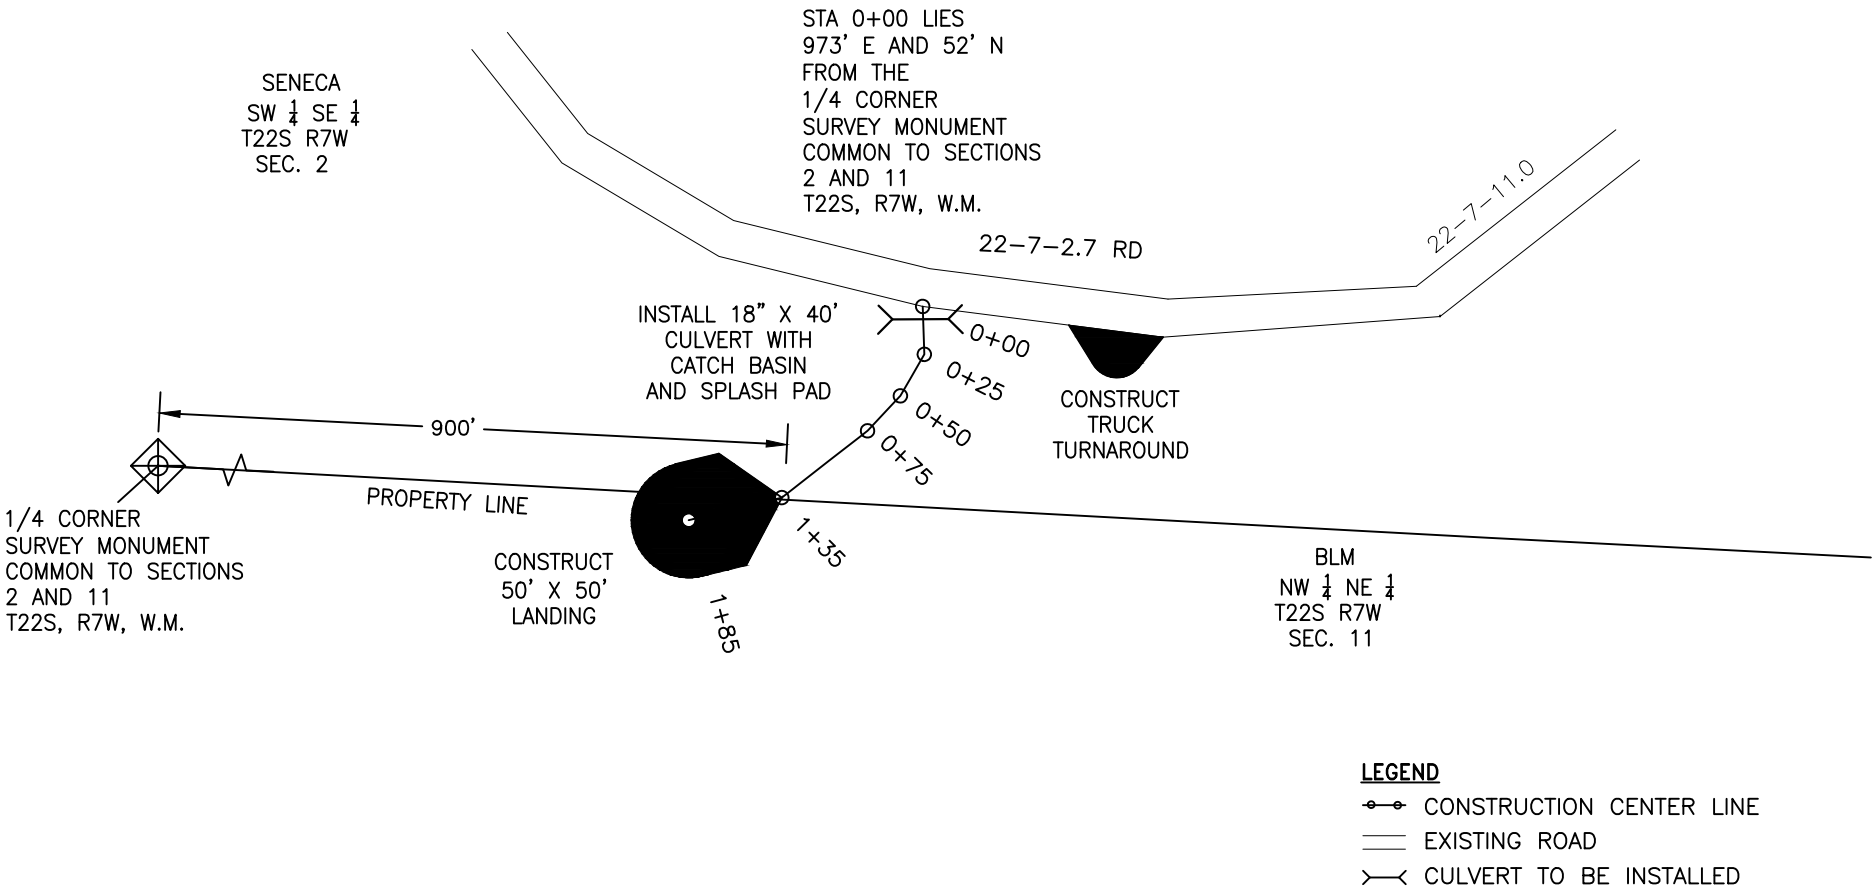 STA 0+00 LIES
973' E AND 52' N
FROM THE
1/4 CORNER
SURVEY MONUMENT
COMMON TO SECTIONS
2 AND 11
T22S, R7W, W.M.
SENECA
SW 1/4 SE 1/4
T22S R7W
SEC. 2
22-7-11.0
22-7-2.7 RD
INSTALL 18" X 40'
CULVERT WITH
CATCH BASIN
AND SPLASH PAD
0+00
0+25
0+50
0+75
1+35
1+85
CONSTRUCT
TRUCK
TURNAROUND
900'
PROPERTY LINE
1/4 CORNER
SURVEY MONUMENT
COMMON TO SECTIONS
2 AND 11
T22S, R7W, W.M.
CONSTRUCT
50' X 50'
LANDING
BLM
NW 1/4 NE 1/4
T22S R7W
SEC. 11
LEGEND
CONSTRUCTION CENTER LINE
EXISTING ROAD
CULVERT TO BE INSTALLED